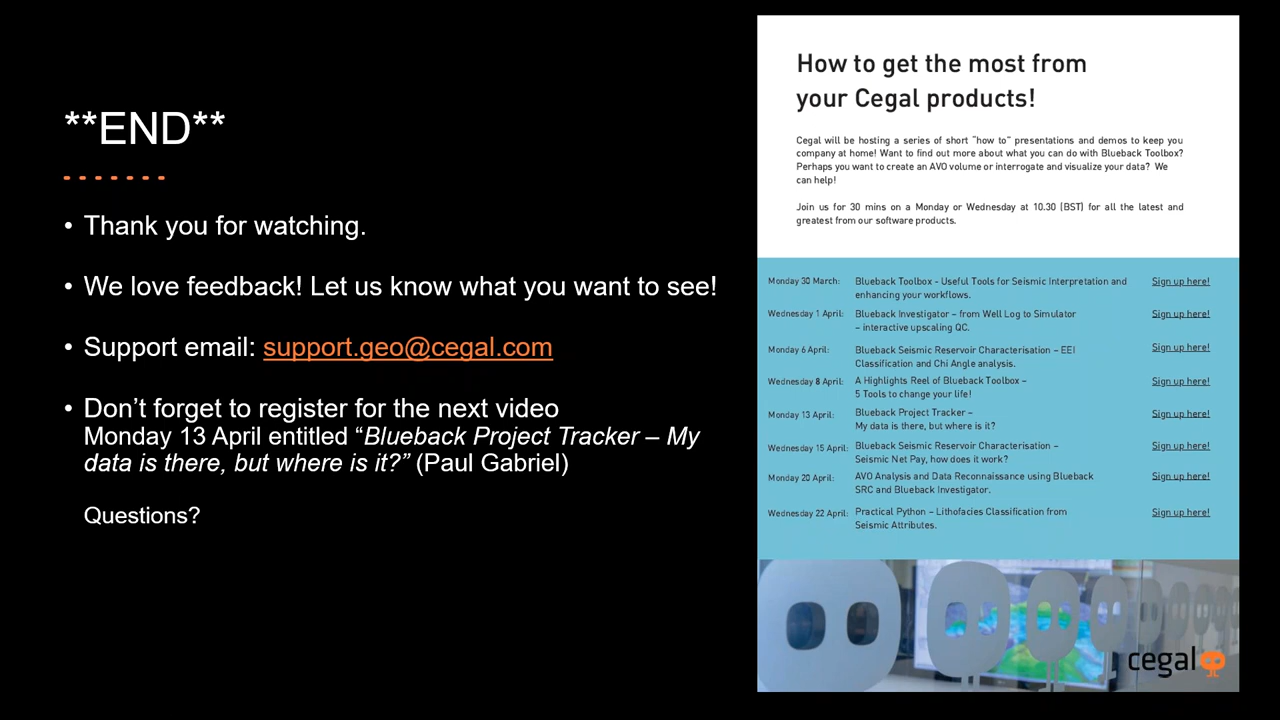 **END**
• Thank you for watching.
• We love feedback! Let us know what you want to see!
• Support email: support.geo@cegal.com
• Don’t forget to register for the next video
Monday 13 April entitled “Blueback Project Tracker – My
data is there, but where is it?” (Paul Gabriel)
Questions?
How to get the most from
your Cegal products!
Cegal will be hosting a series of short "how to" presentations and demos to keep you
company at home! Want to find out more about what you can do with Blueback Toolbox?
Perhaps you want to create an AVO volume or interrogate and visualize your data? We
can help!
Join us for 30 mins on a Monday or Wednesday at 10.30 (BST) for all the latest and
greatest from our software products.
Monday 30 March: Blueback Toolbox - Useful Tools for Seismic Interpretation and Sign up here!
enhancing your workflows.
Wednesday 1 April: Blueback Investigator – from Well Log to Simulator Sign up here!
– interactive upscaling QC.
Monday 6 April: Blueback Seismic Reservoir Characterisation – EEI Sign up here!
Classification and Chi Angle analysis.
Wednesday 8 April: A Highlights Reel of Blueback Toolbox – Sign up here!
5 Tools to change your life!
Monday 13 April: Blueback Project Tracker – Sign up here!
My data is there, but where is it?
Wednesday 15 April: Blueback Seismic Reservoir Characterisation – Sign up here!
Seismic Net Pay, how does it work?
Monday 20 April: AVO Analysis and Data Reconnaissance using Blueback Sign up here!
SRC and Blueback Investigator.
Wednesday 22 April: Practical Python – Lithofacies Classification from Sign up here!
Seismic Attributes.
cegal